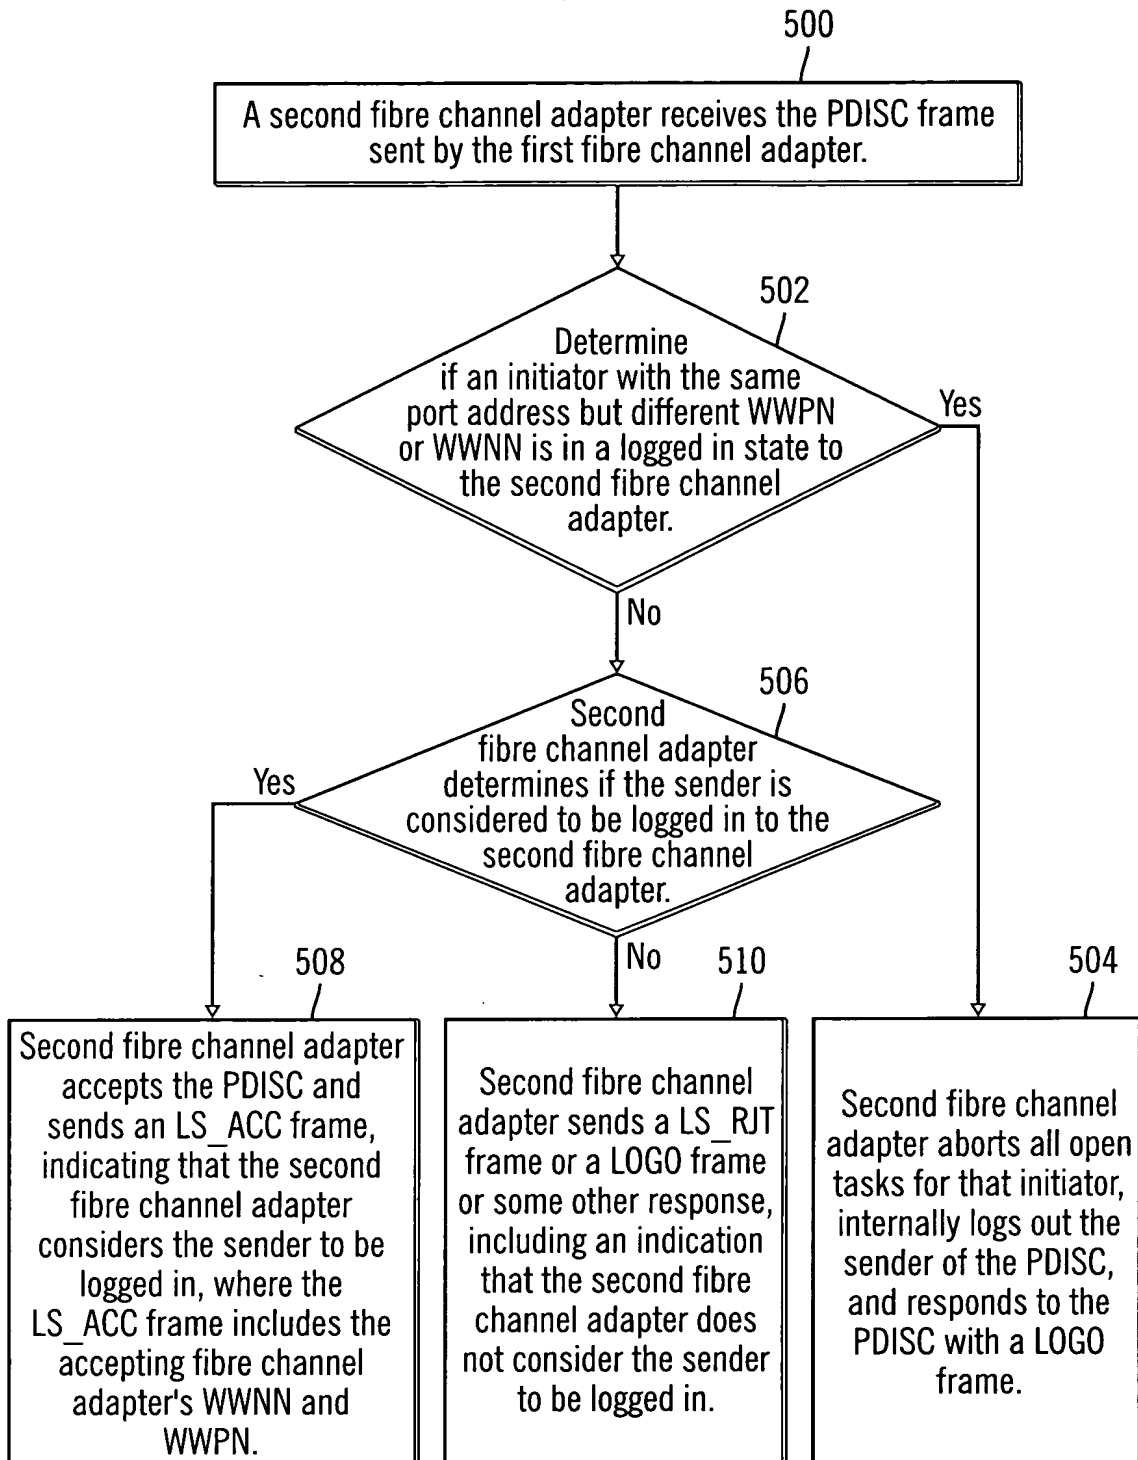 500
A second fibre channel adapter receives the PDISC frame
sent by the first fibre channel adapter.
502
Determine
if an initiator with the same
port address but different WWPN
or WWNN is in a logged in state to
the second fibre channel
adapter.
Yes
No
506
Second
fibre channel adapter
determines if the sender is
considered to be logged in to the
second fibre channel
adapter.
Yes
No
508
Second fibre channel adapter
accepts the PDISC and
sends an LS_ACC frame,
indicating that the second
fibre channel adapter
considers the sender to be
logged in, where the
LS_ACC frame includes the
accepting fibre channel
adapter's WWNN and
WWPN.
510
Second fibre channel
adapter sends a LS_RJT
frame or a LOGO frame
or some other response,
including an indication
that the second fibre
channel adapter does
not consider the sender
to be logged in.
504
Second fibre channel
adapter aborts all open
tasks for that initiator,
internally logs out the
sender of the PDISC,
and responds to the
PDISC with a LOGO
frame.